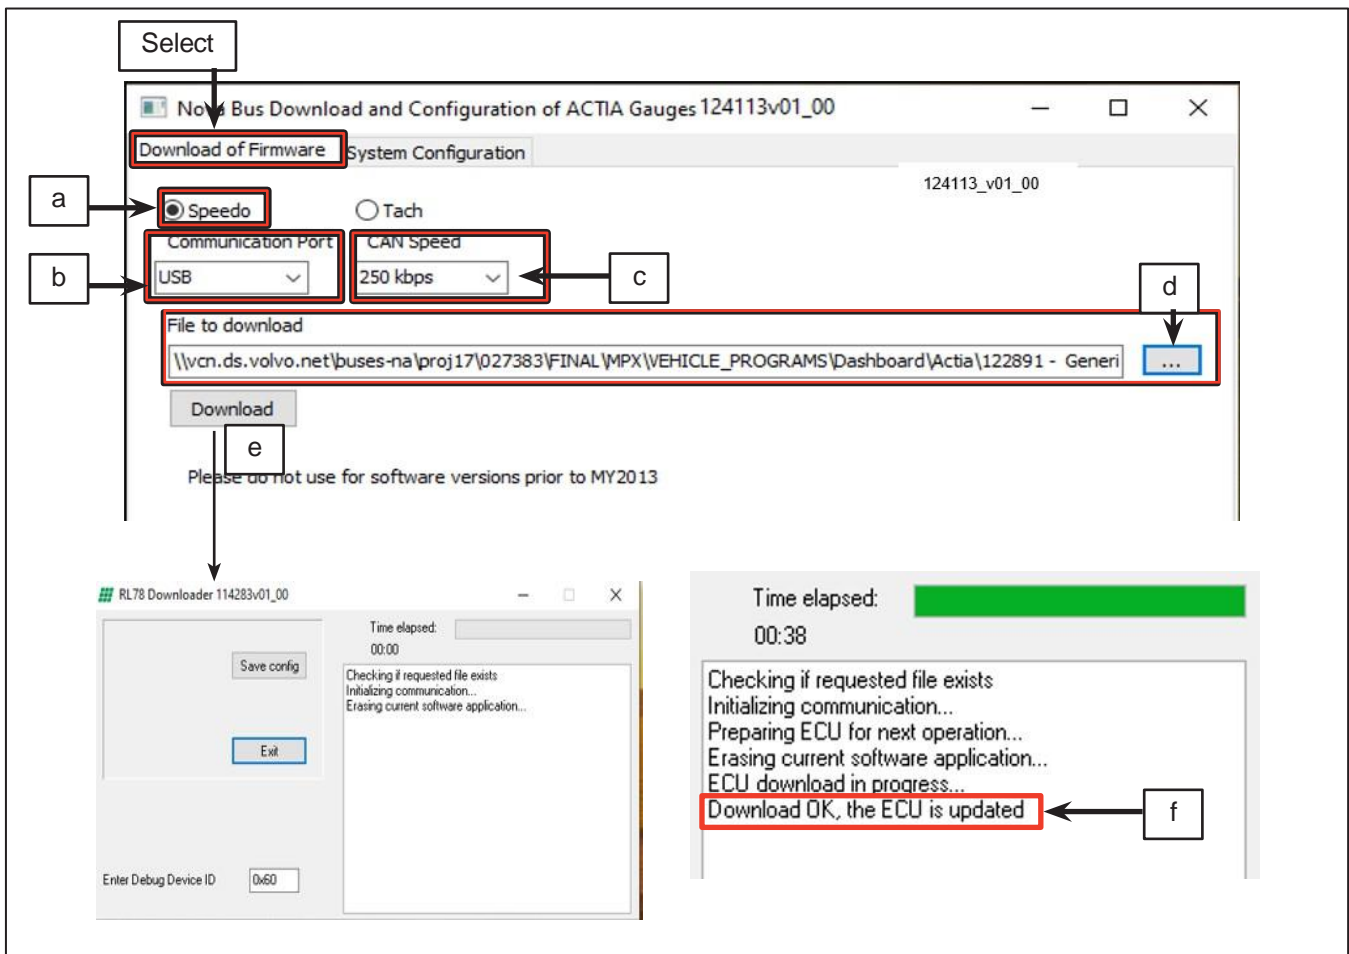 Select
Nova Bus Download and Configuration of ACTIA Gauges 124113v01_00
Download of Firmware
System Configuration
124113_v01_00
a
Speedo
Tach
Communication Port
CAN Speed
b
USB
250 kbps
c
d
File to download
\\vcn.ds.volvo.net\buses-na\proj17\027383\FINAL\MPX\VEHICLE_PROGRAMS\Dashboard\Actia\122891 - Generi
...
Download
e
Please do not use for software versions prior to MY2013
RL78 Downloader 114283v01_00
Time elapsed:
00:00
Save config
Checking if requested file exists
Initializing communication...
Erasing current software application...
Exit
Enter Debug Device ID
0x60
Time elapsed:
00:38
Checking if requested file exists
Initializing communication...
Preparing ECU for next operation...
Erasing current software application...
ECU download in progress...
Download OK, the ECU is updated
f